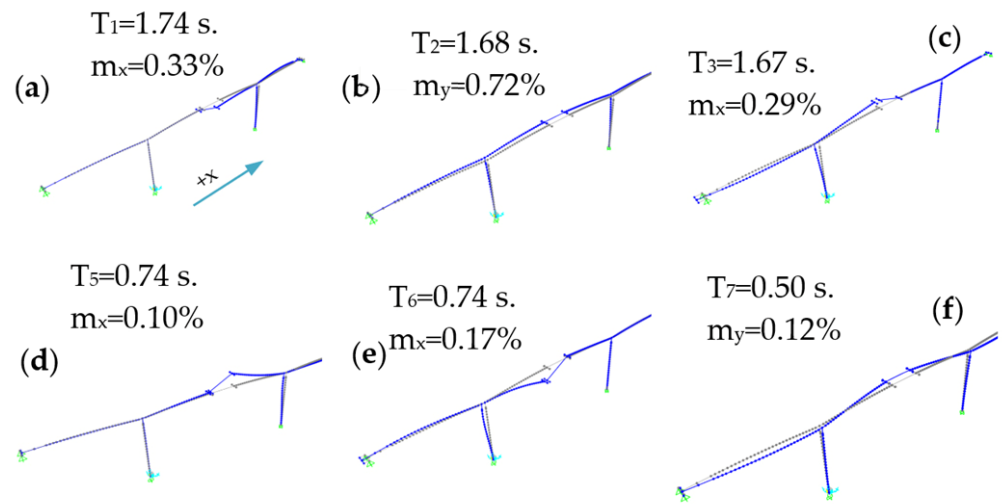 T1=1.74 s.
mx=0.33%
(a)
+x
T2=1.68 s.
my=0.72%
(b)
(c)
T3=1.67 s.
mx=0.29%
T5=0.74 s.
mx=0.10%
(d)
T6=0.74 s.
mx=0.17%
(e)
T7=0.50 s.
my=0.12%
(f)